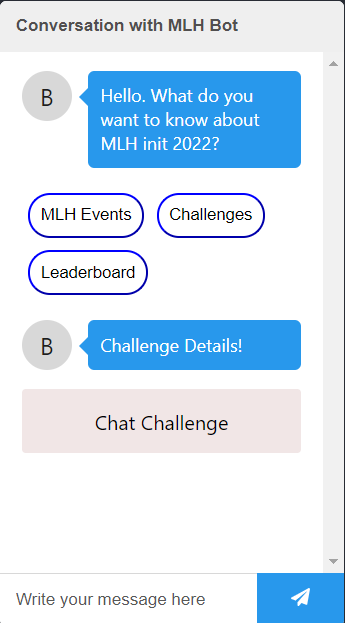 Conversation with MLH Bot
B
Hello. What do you
want to know about
MLH init 2022?
MLH Events
Challenges
Leaderboard
B
Challenge Details!
Chat Challenge
Write your message here